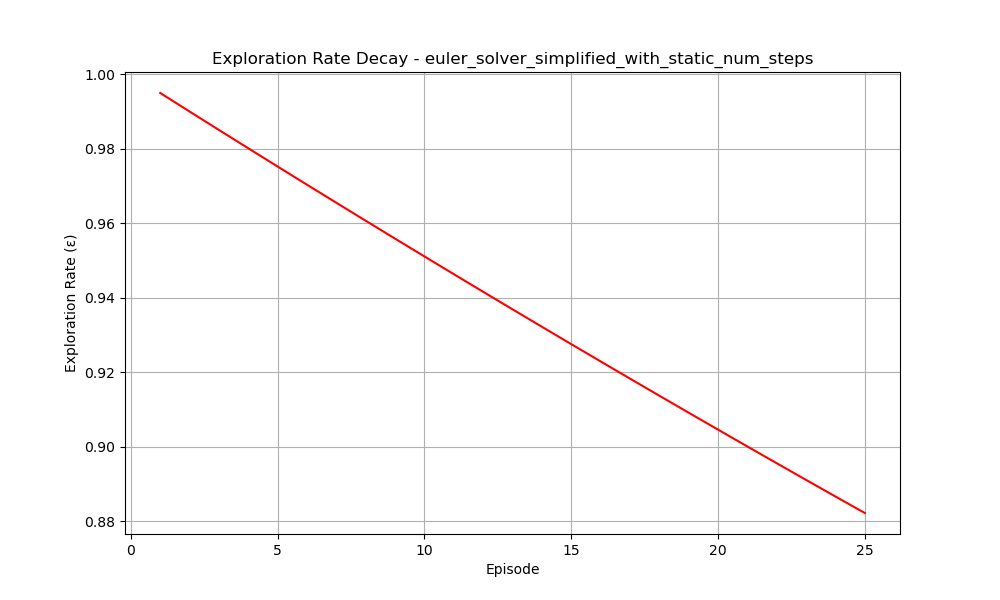 Exploration Rate Decay - euler_solver_simplified_with_static_num_steps
1.00
0.98
0.96
0.94
0.92
0.90
0.88
Exploration Rate (ε)
0 5 10 15 20 25
Episode